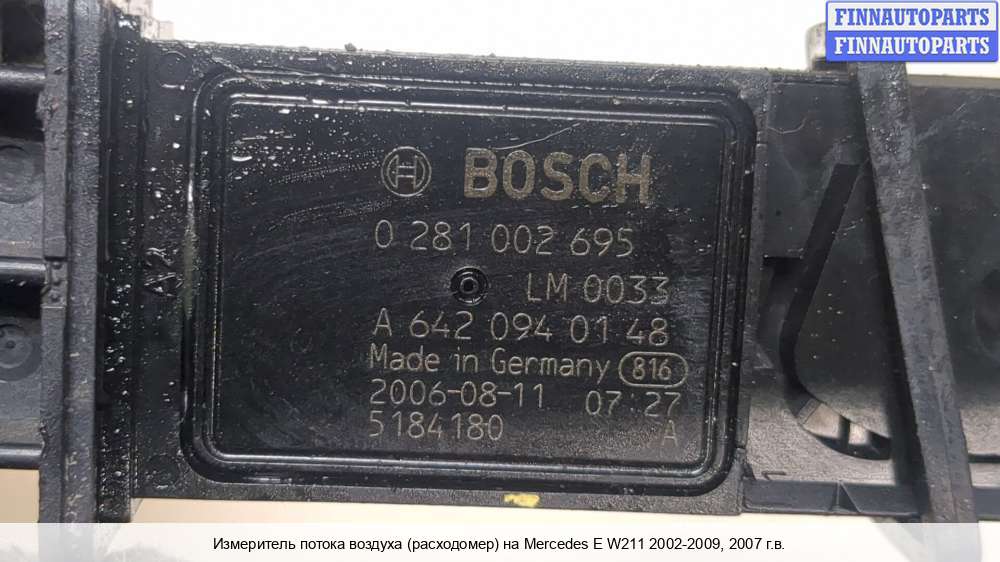 FINNAUTOPARTS
FINNAUTOPARTS
BOSCH
0 281 002 695
LM 0033
A 642 094 01 48
Made in Germany 816
2006-08-11 07:27
5184180 A
A2
Измеритель потока воздуха (расходомер) на Mercedes E W211 2002-2009, 2007 г.в.